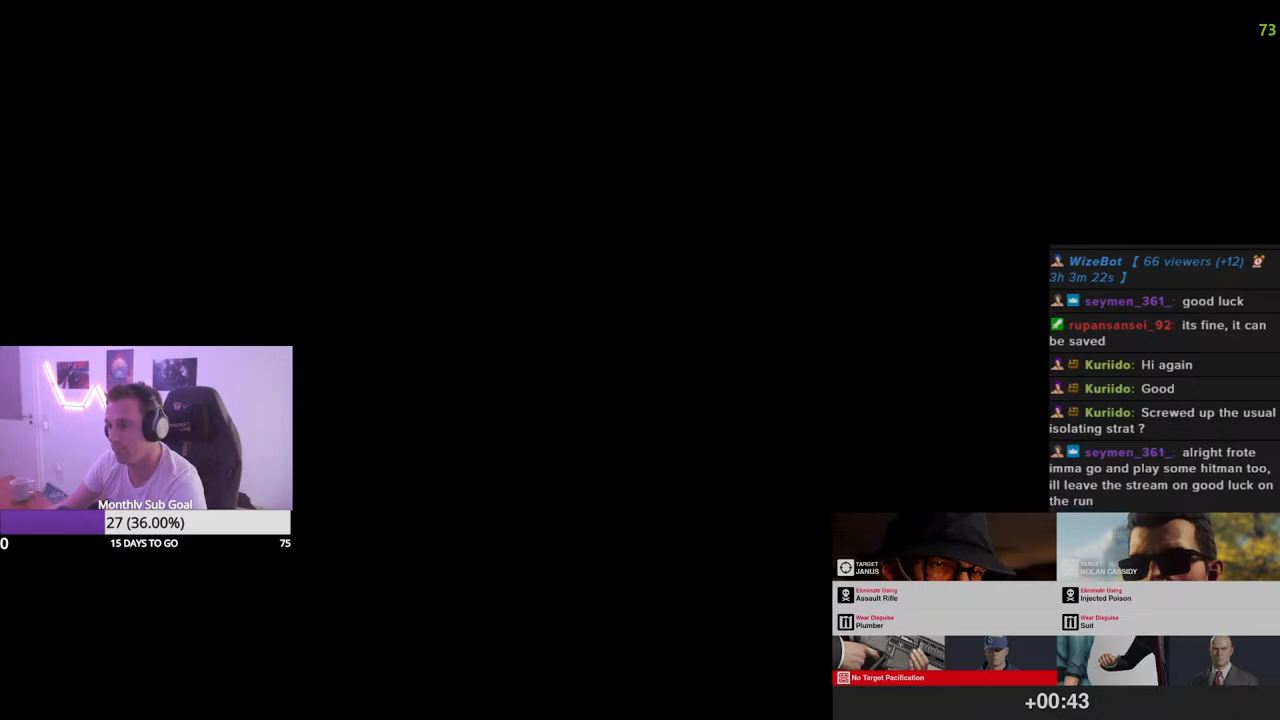 73
WizeBot [ 66 viewers (+12)
3h 3m 22s ]
seymen_361_: good luck
rupansansei_92: its fine, it can
be saved
Kuriido: Hi again
Kuriido: Good
Kuriido: Screwed up the usual
isolating strat ?
seymen_361_: alright frote
imma go and play some hitman too,
ill leave the stream on good luck on
the run
Monthly Sub Goal
27 (36.00%)
0
15 DAYS TO GO
75
TARGET
JANUS
Eliminate Using
Assault Rifle
Wear Disguise
Plumber
No Target Pacification
TARGET
NOLAN CASSIDY
Eliminate Using
Injected Poison
Wear Disguise
Suit
+00:43